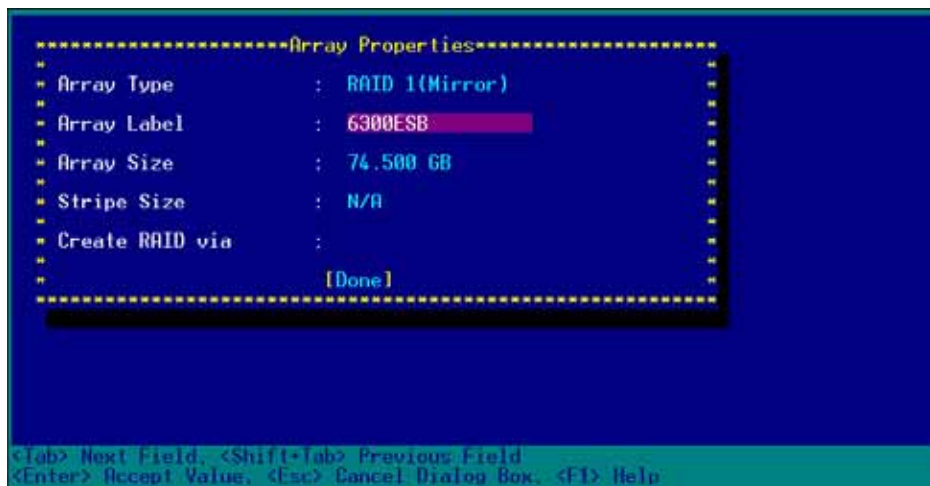 Array Properties
Array Type : RAID 1(Mirror)
Array Label : 6300ESB
Array Size : 74.500 GB
Stripe Size : N/A
Create RAID via :
[Done]
<Tab> Next Field, <Shift+Tab> Previous Field
<Enter> Accept Value, <Esc> Cancel Dialog Box, <F1> Help